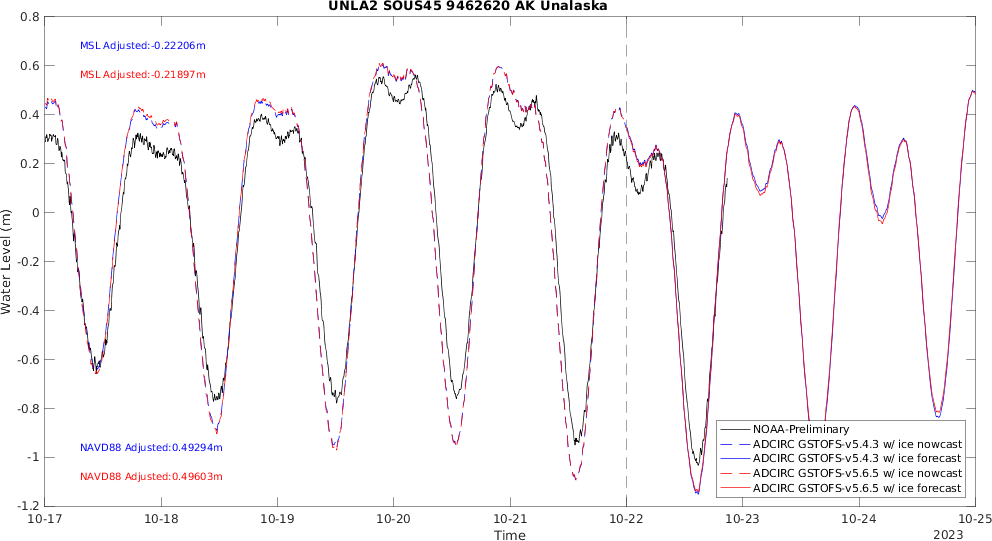 UNLA2 SOUS45 9462620 AK Unalaska
0.8
0.6
0.4
0.2
0
-0.2
-0.4
-0.6
-0.8
-1
-1.2
Water Level (m)
MSL Adjusted:-0.22206m
MSL Adjusted:-0.21897m
NAVD88 Adjusted:0.49294m
NAVD88 Adjusted:0.49603m
NOAA-Preliminary
ADCIRC GSTOFS-v5.4.3 w/ ice nowcast
ADCIRC GSTOFS-v5.4.3 w/ ice forecast
ADCIRC GSTOFS-v5.6.5 w/ ice nowcast
ADCIRC GSTOFS-v5.6.5 w/ ice forecast
10-17 10-18 10-19 10-20 10-21 10-22 10-23 10-24 10-25
Time
2023